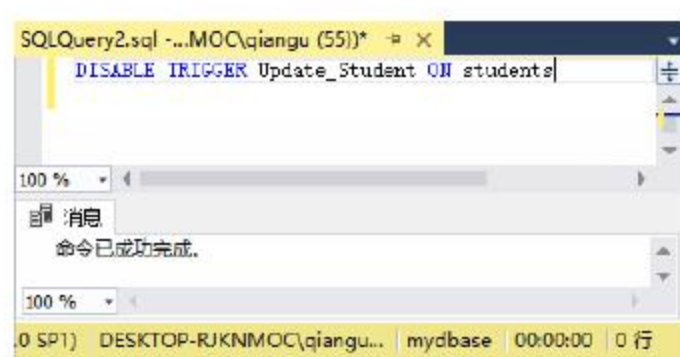 SQLQuery2.sql -...MOC\qiangu (55))*
DISABLE TRIGGER Update_Student ON students
100 %
消息
命令已成功完成。
100 %
.0 SP1) DESKTOP-RJKNMOC\qiangu... mydbase 00:00:00 0 行